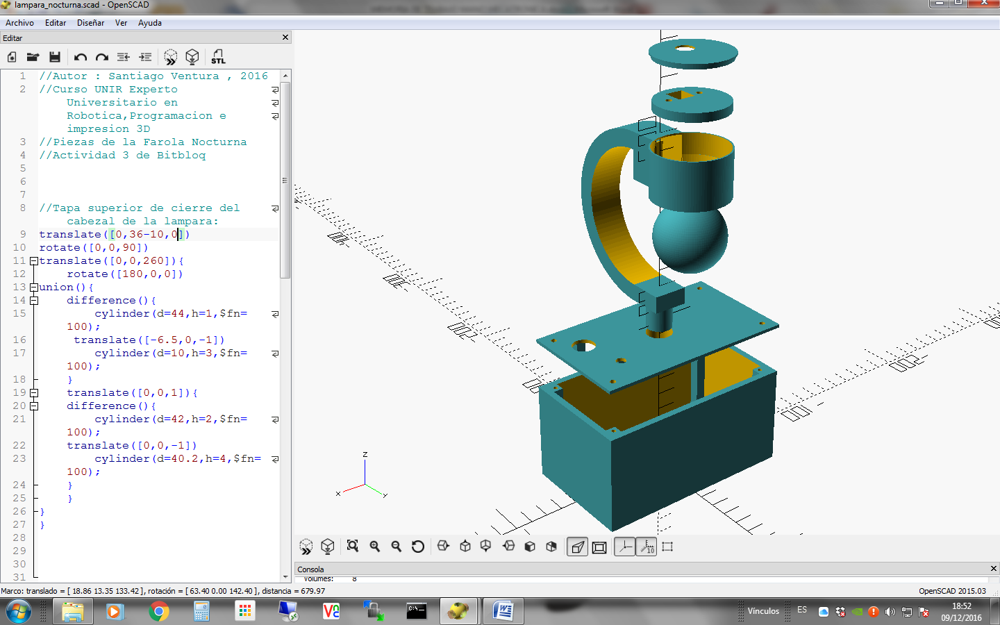 lampara_nocturna.scad - OpenSCAD
Archivo Editar Diseñar Ver Ayuda
Editar
STL
1 //Autor : Santiago Ventura , 2016
2 //Curso UNIR Experto
Universitario en
Robotica,Programacion e
impresion 3D
3 //Piezas de la Farola Nocturna
4 //Actividad 3 de Bitbloq
5
6
7
8 //Tapa superior de cierre del
cabezal de la lampara:
9 translate([0,36-10,0])
10 rotate([0,0,90])
11 translate([0,0,260]){
12 rotate([180,0,0])
13 union(){
14 difference(){
15 cylinder(d=44,h=1,$fn=
100);
16 translate([-6.5,0,-1])
17 cylinder(d=10,h=3,$fn=
100);
18 }
19 translate([0,0,1]){
20 difference(){
21 cylinder(d=42,h=2,$fn=
100);
22 translate([0,0,-1])
23 cylinder(d=40.2,h=4,$fn=
100);
24 }
25 }
26 }
27 }
28
29
30
31
z
x
y
10
Consola
Volumes: 8
Marco: translado = [ 18.86 13.35 133.42 ], rotación = [ 63.40 0.00 142.40 ], distancia = 679.97
OpenSCAD 2015.03
Vínculos
ES
18:52
09/12/2016